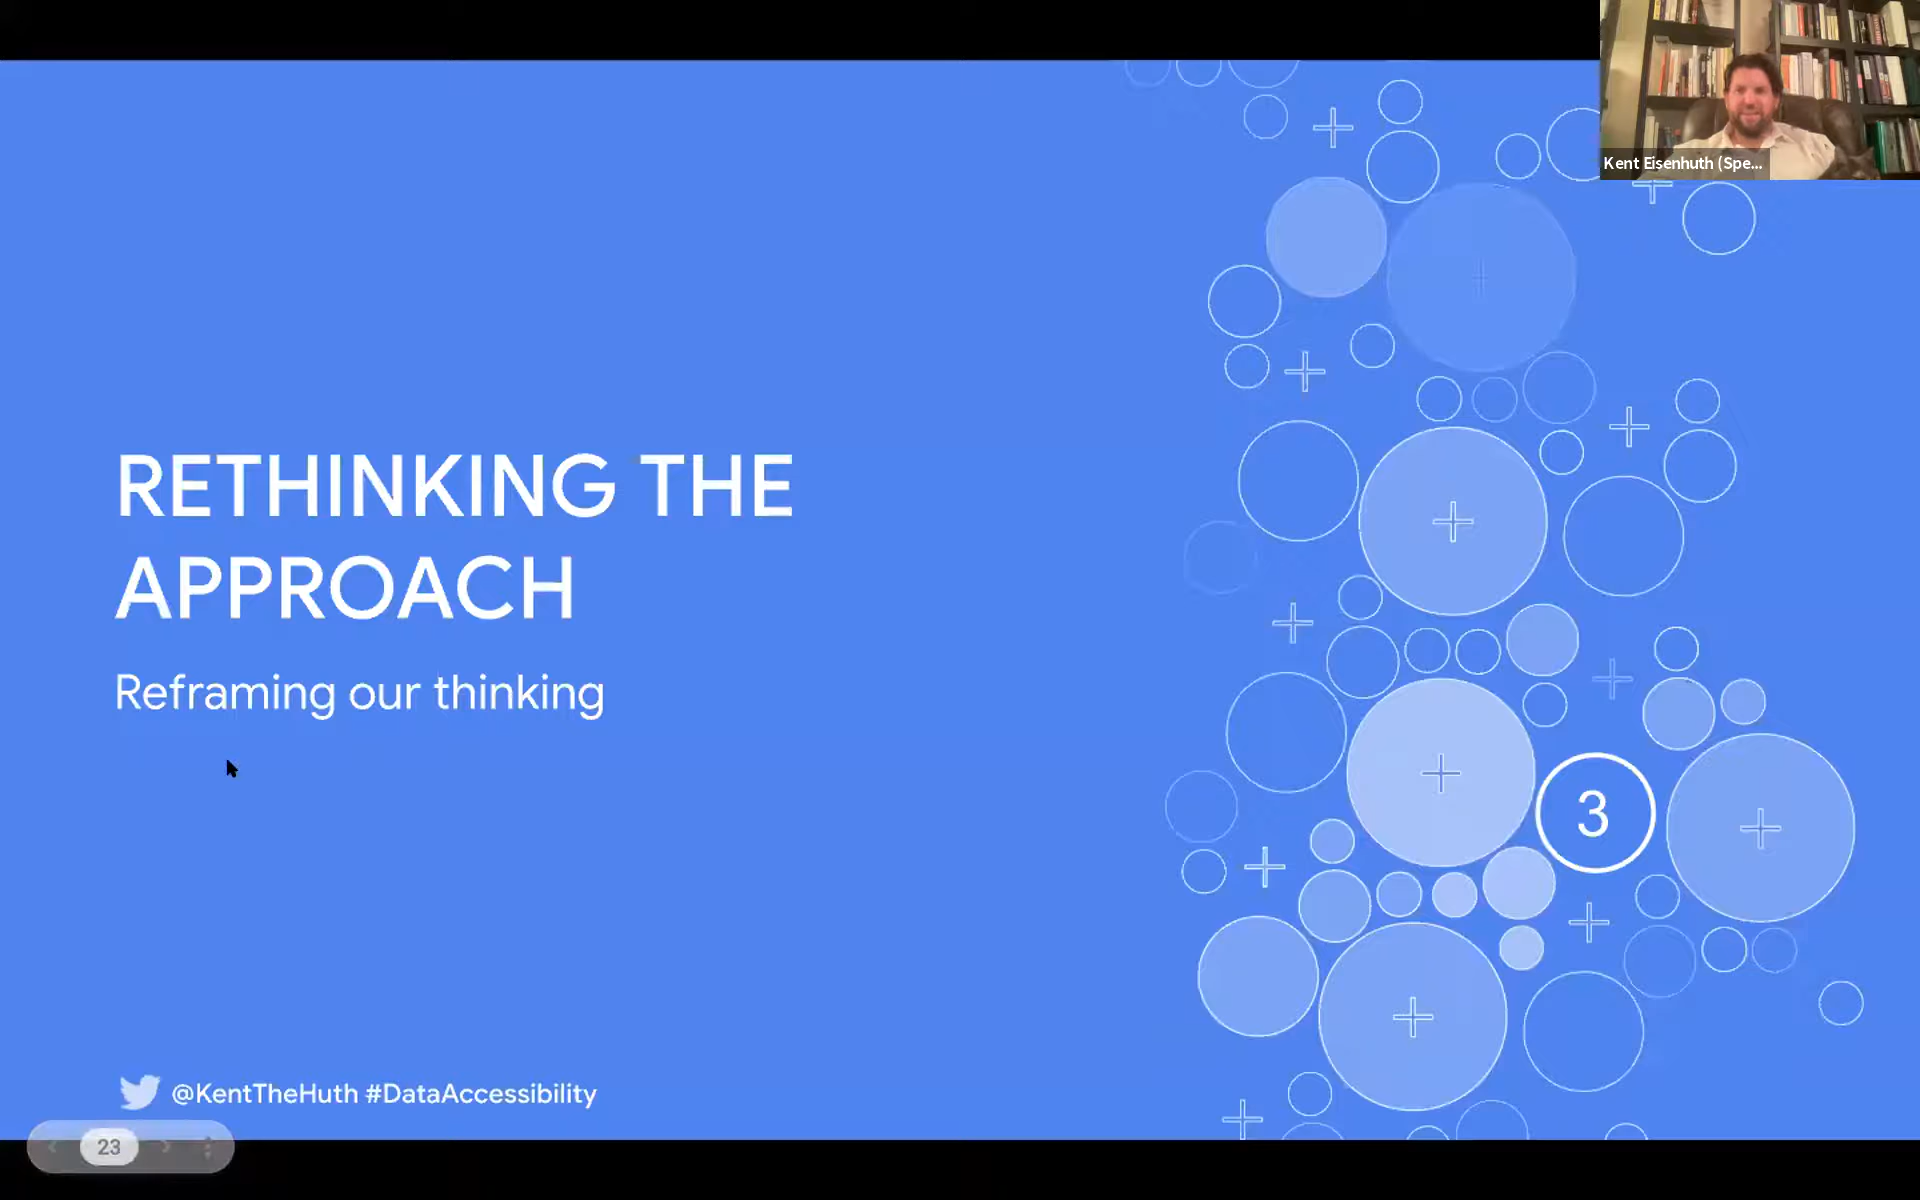 Kent Eisenhuth (Spe...
RETHINKING THE
APPROACH
Reframing our thinking
3
@KentTheHuth #DataAccessibility
23